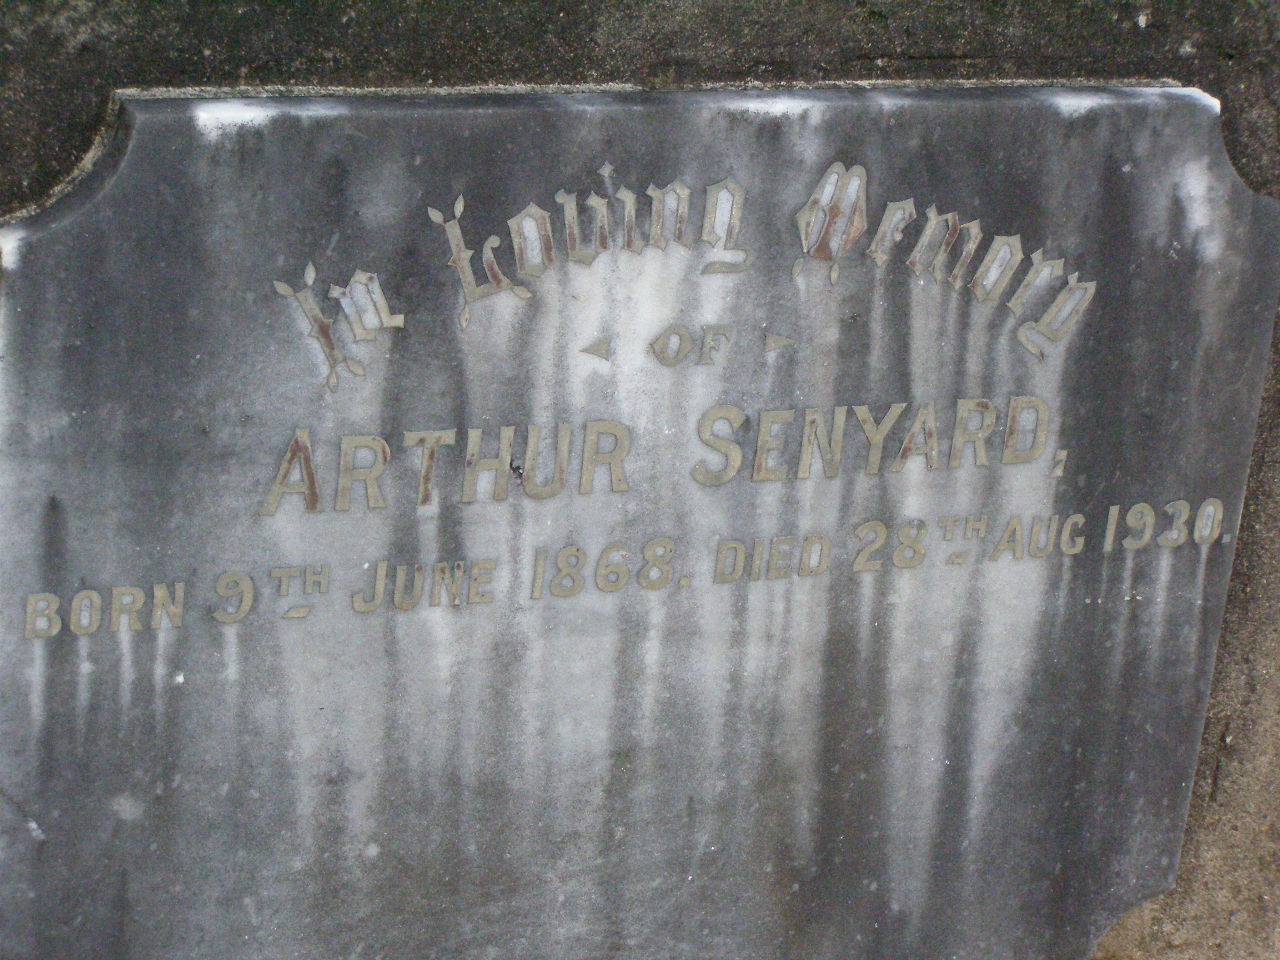 In Loving Memory
OF
ARTHUR SENYARD,
BORN 9TH JUNE 1868. DIED 28TH AUG 1930.